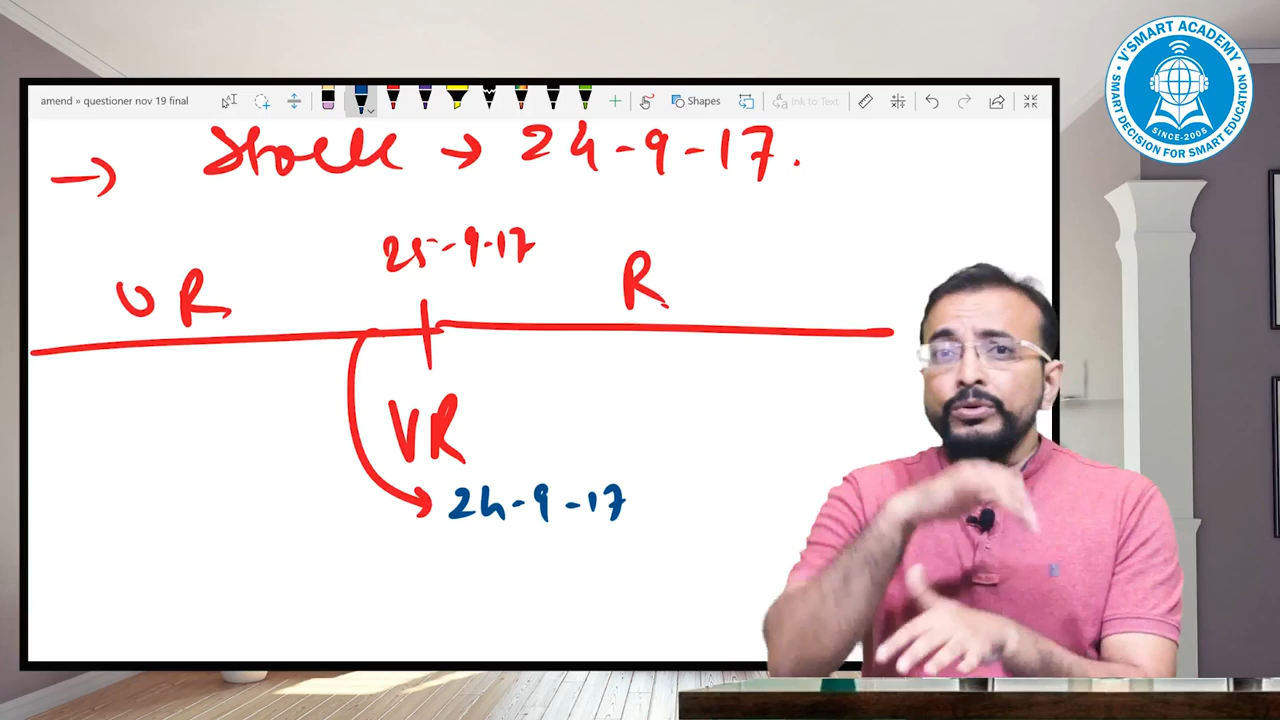 V'SMART ACADEMY
SMART DECISION FOR SMART EDUCATION
SINCE-2005
amend » questioner nov 19 final
Shapes
Ink to Text
→ Stock → 24-9-17.
25-9-17
UR R
VR
24-9-17